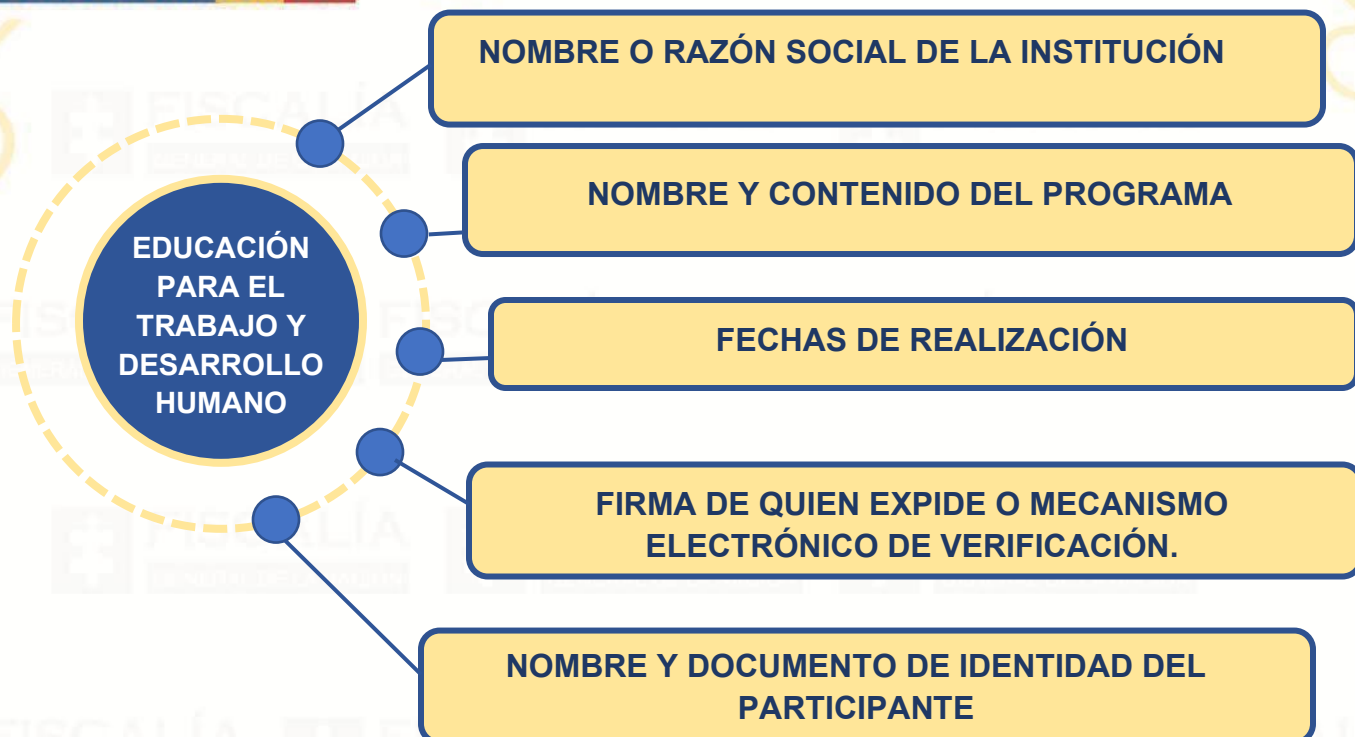 NOMBRE O RAZÓN SOCIAL DE LA INSTITUCIÓN
NOMBRE Y CONTENIDO DEL PROGRAMA
EDUCACIÓN
PARA EL
TRABAJO Y
DESARROLLO
HUMANO
FECHAS DE REALIZACIÓN
FIRMA DE QUIEN EXPIDE O MECANISMO
ELECTRÓNICO DE VERIFICACIÓN.
NOMBRE Y DOCUMENTO DE IDENTIDAD DEL
PARTICIPANTE
FISCALÍA